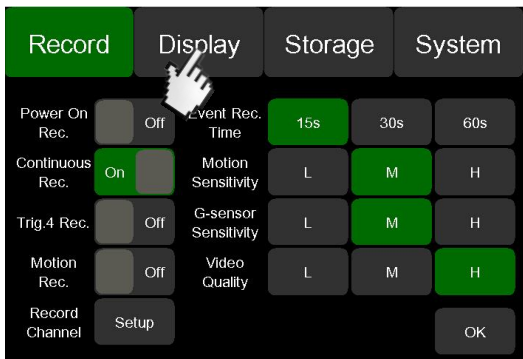 Record Display Storage System
Power On Rec. Off Event Rec. Time 15s 30s 60s
Continuous Rec. On Motion Sensitivity L M H
Trig.4 Rec. Off G-sensor Sensitivity L M H
Motion Rec. Off Video Quality L M H
Record Channel Setup OK